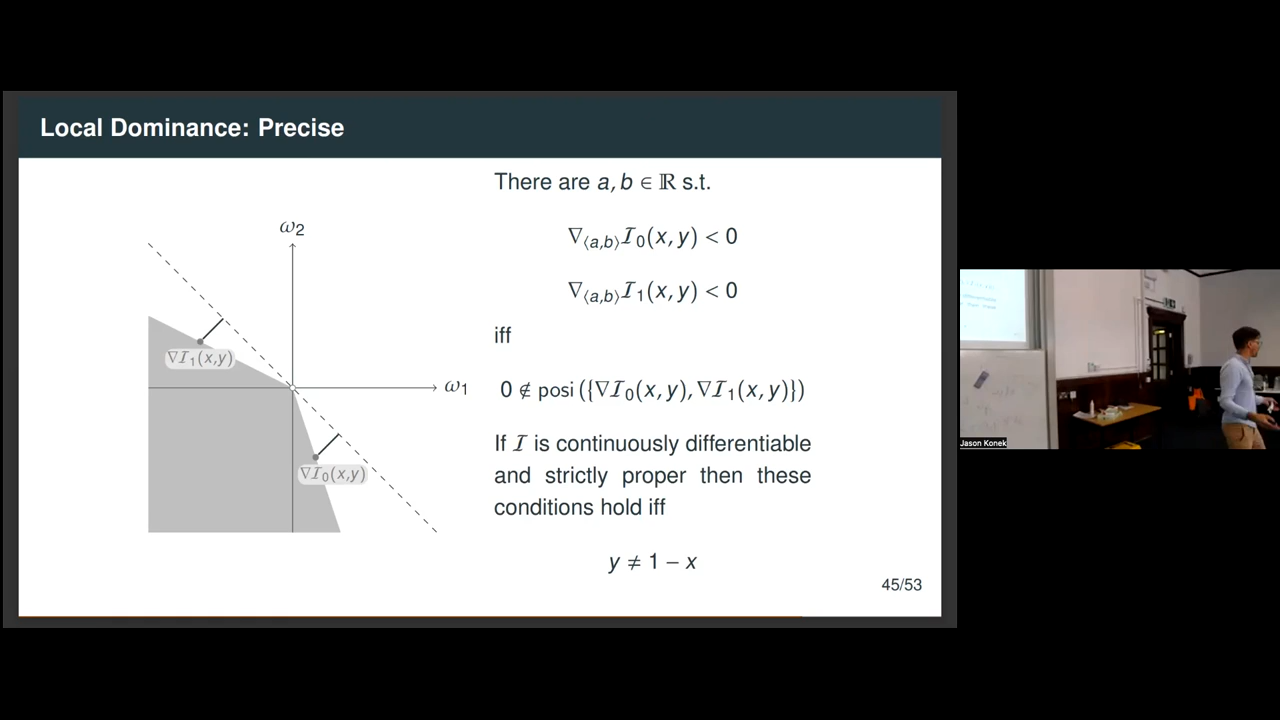 Local Dominance: Precise
There are a, b ∈ ℝ s.t.
∇⟨a,b⟩ℐ₀(x, y) < 0
∇⟨a,b⟩ℐ₁(x, y) < 0
iff
0 ∉ posi ({∇ℐ₀(x, y), ∇ℐ₁(x, y)})
If ℐ is continuously differentiable
and strictly proper then these
conditions hold iff
y ≠ 1 − x
ω₂
ω₁
∇ℐ₁(x,y)
∇ℐ₀(x,y)
45/53
Jason Konek